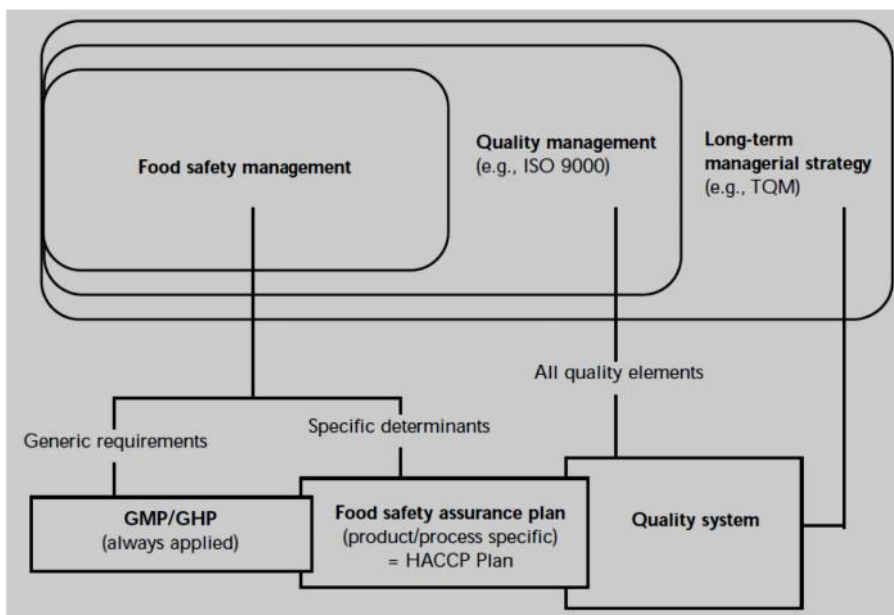 Food safety management
Quality management
(e.g., ISO 9000)
Long-term
managerial strategy
(e.g., TQM)
All quality elements
Generic requirements
Specific determinants
GMP/GHP
(always applied)
Food safety assurance plan
(product/process specific)
= HACCP Plan
Quality system